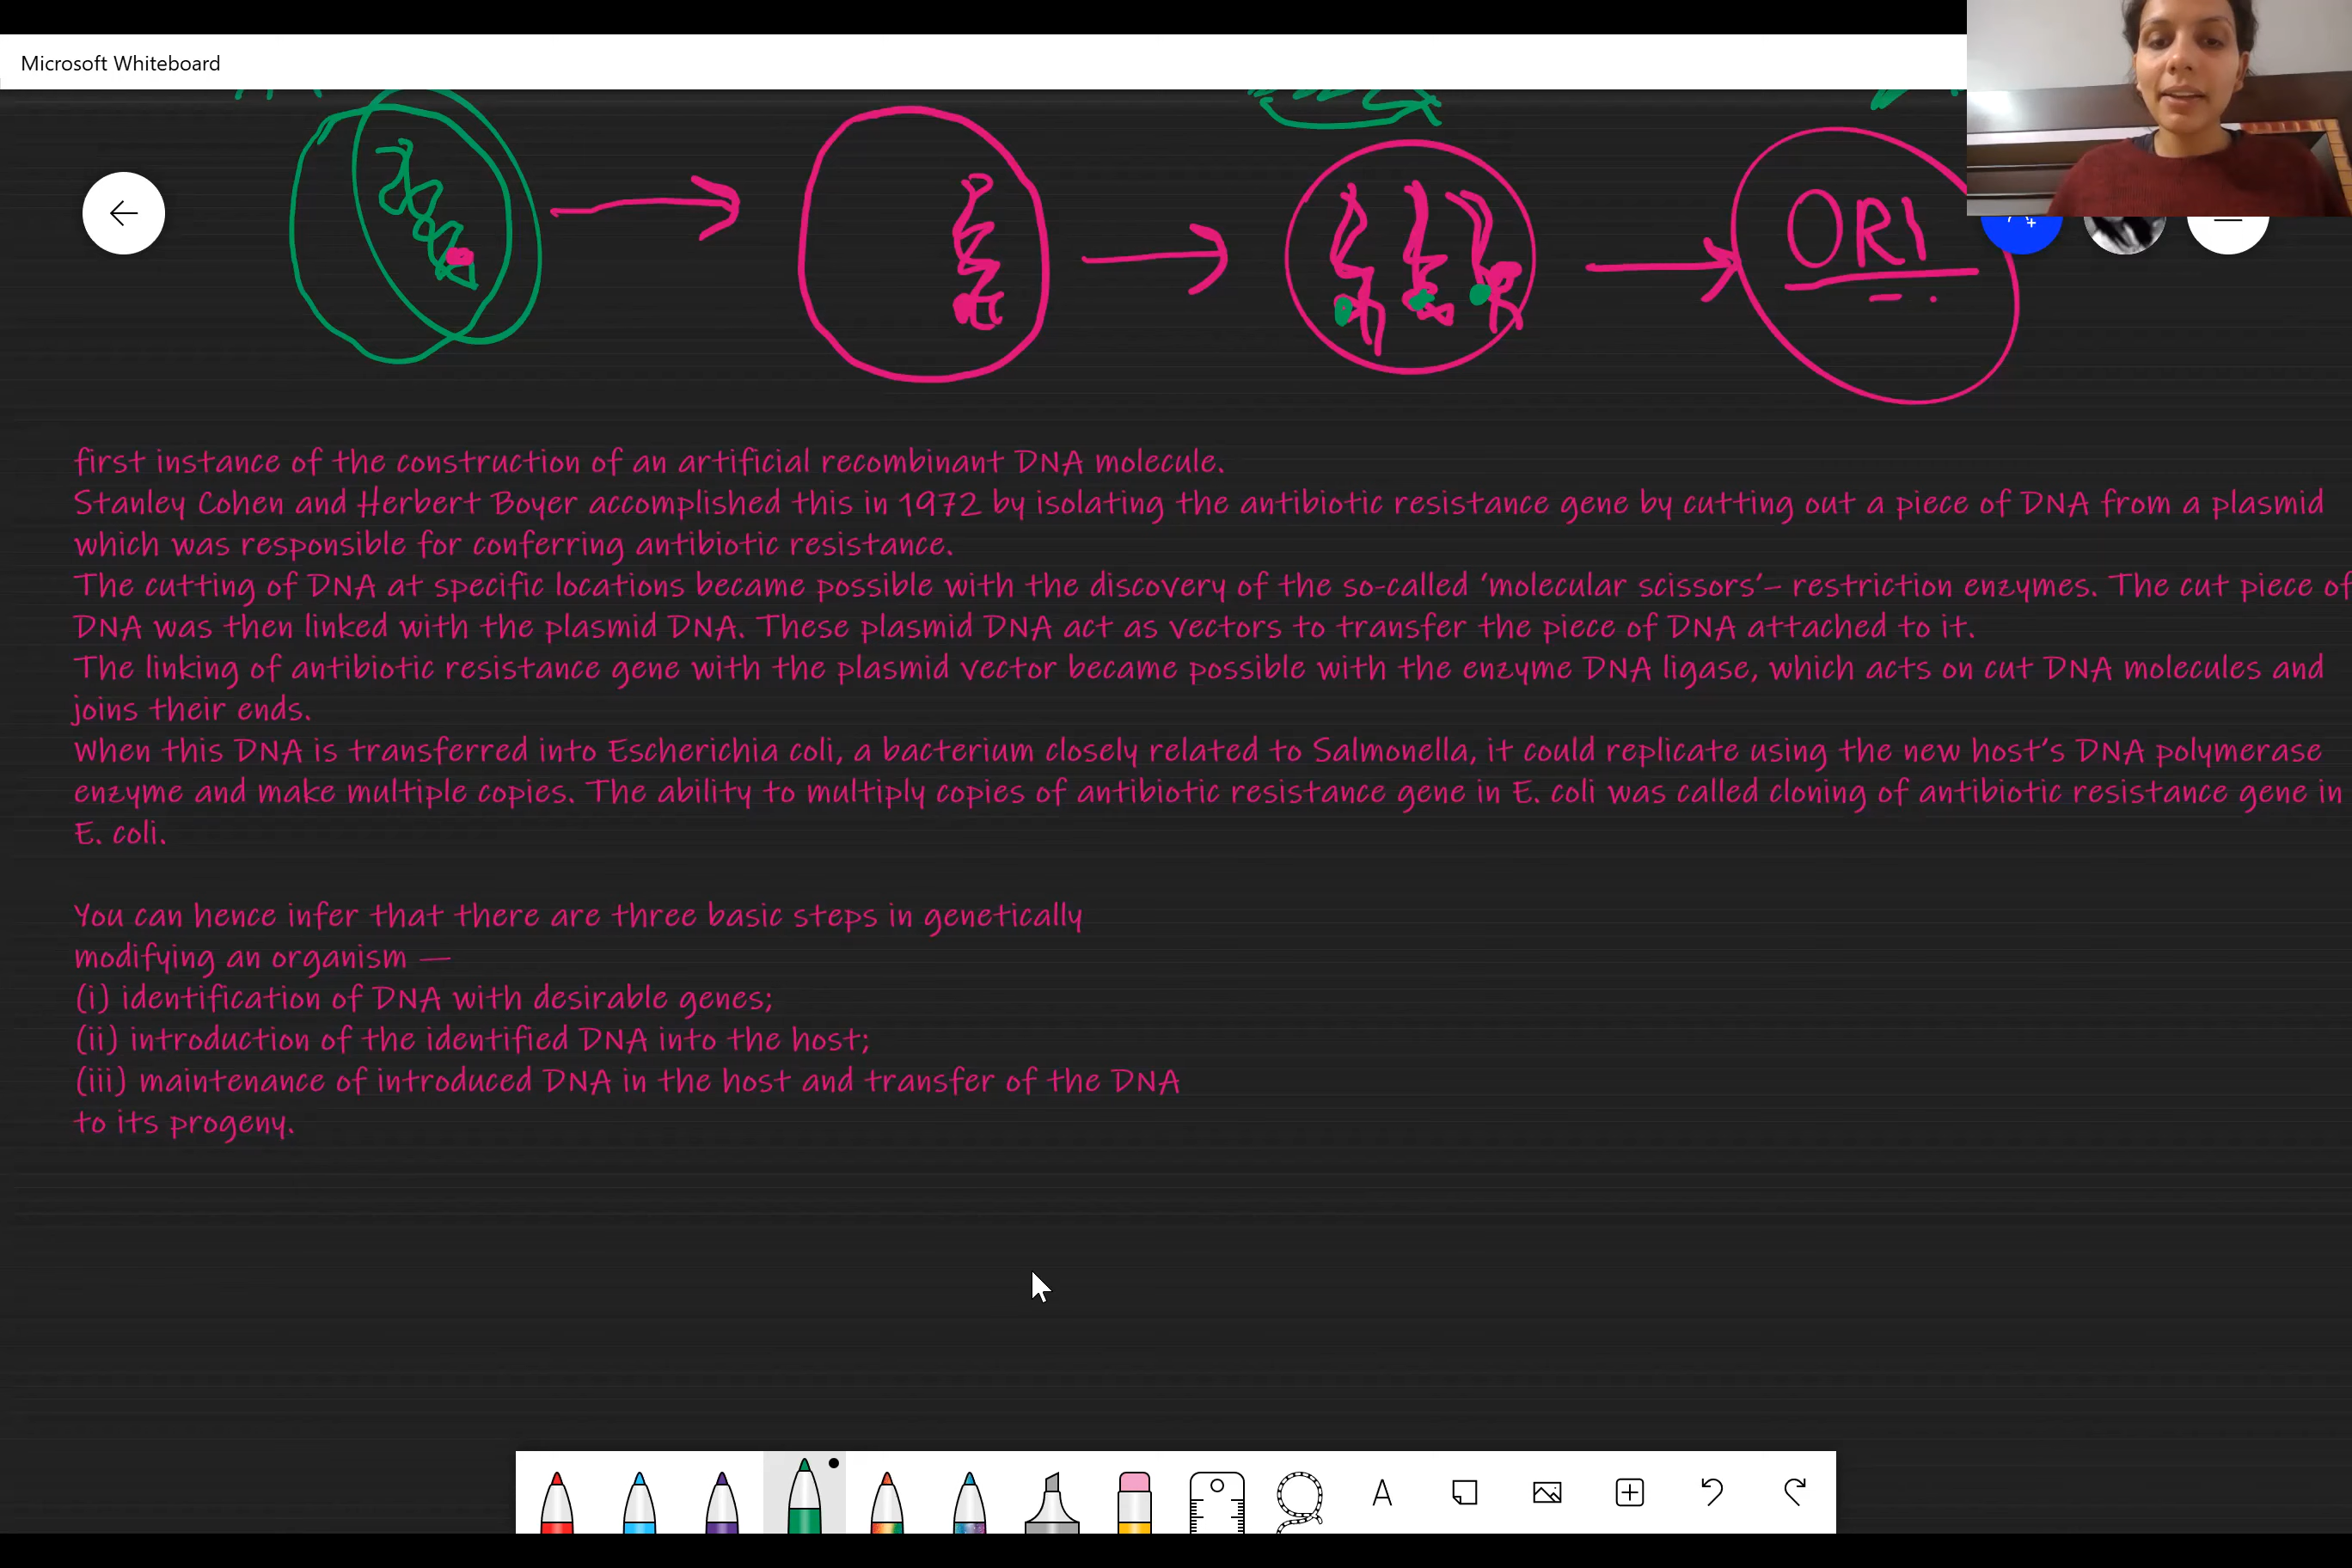 Microsoft Whiteboard
ORI
first instance of the construction of an artificial recombinant DNA molecule.
Stanley Cohen and Herbert Boyer accomplished this in 1972 by isolating the antibiotic resistance gene by cutting out a piece of DNA from a plasmid
which was responsible for conferring antibiotic resistance.
The cutting of DNA at specific locations became possible with the discovery of the so-called ‘molecular scissors’– restriction enzymes. The cut piece of
DNA was then linked with the plasmid DNA. These plasmid DNA act as vectors to transfer the piece of DNA attached to it.
The linking of antibiotic resistance gene with the plasmid vector became possible with the enzyme DNA ligase, which acts on cut DNA molecules and
joins their ends.
When this DNA is transferred into Escherichia coli, a bacterium closely related to Salmonella, it could replicate using the new host’s DNA polymerase
enzyme and make multiple copies. The ability to multiply copies of antibiotic resistance gene in E. coli was called cloning of antibiotic resistance gene in
E. coli.
You can hence infer that there are three basic steps in genetically
modifying an organism —
(i) identification of DNA with desirable genes;
(ii) introduction of the identified DNA into the host;
(iii) maintenance of introduced DNA in the host and transfer of the DNA
to its progeny.